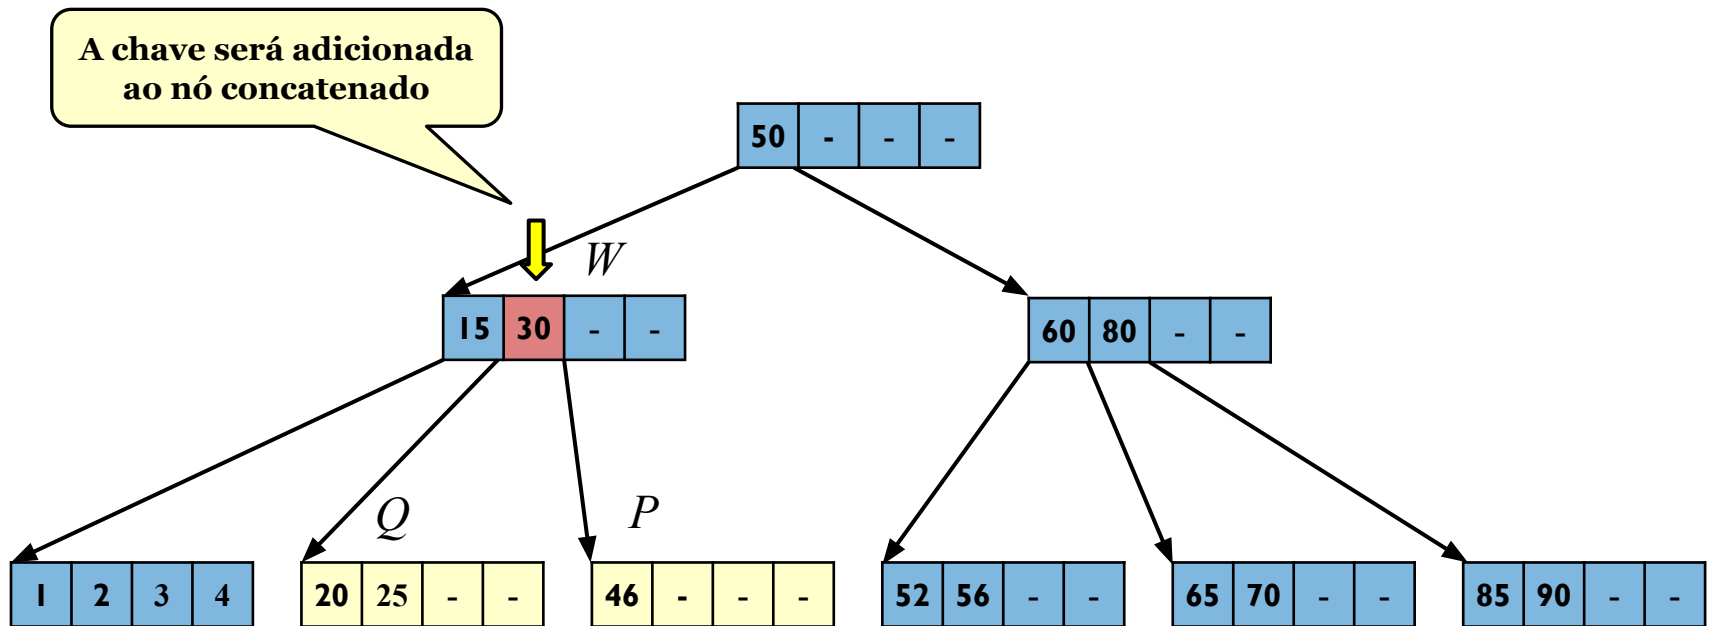 A chave será adicionada
ao nó concatenado
50 - - -
W
15 30 - -
60 80 - -
Q
P
1 2 3 4
20 25 - -
46 - - -
52 56 - -
65 70 - -
85 90 - -